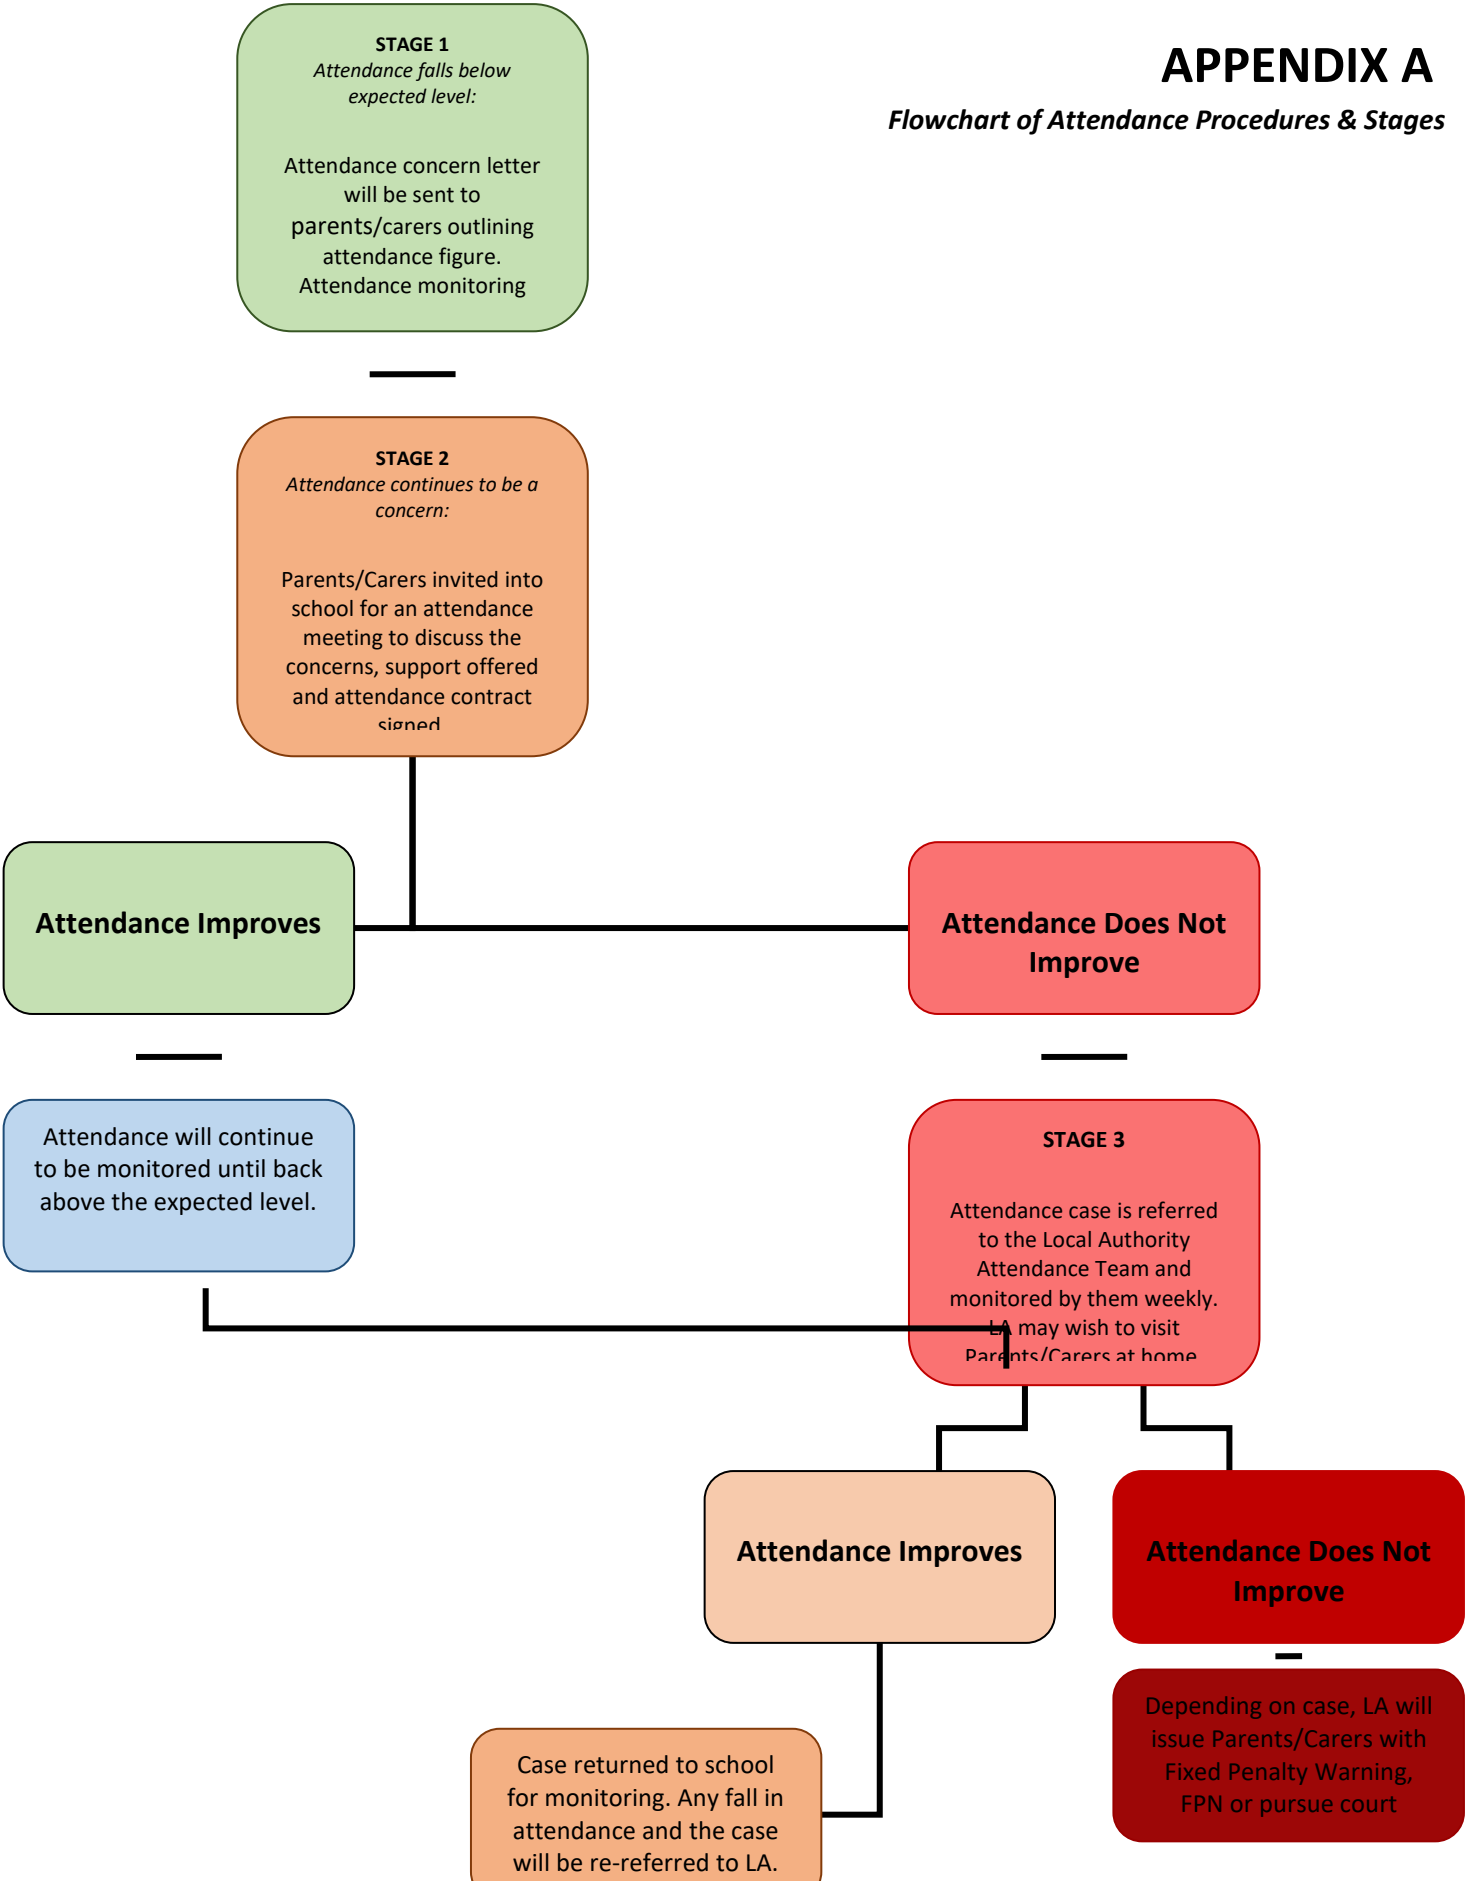 APPENDIX A
Flowchart of Attendance Procedures & Stages
STAGE 1
Attendance falls below
expected level:
Attendance concern letter
will be sent to
parents/carers outlining
attendance figure.
Attendance monitoring
STAGE 2
Attendance continues to be a
concern:
Parents/Carers invited into
school for an attendance
meeting to discuss the
concerns, support offered
and attendance contract
signed
Attendance Improves
Attendance Does Not
Improve
Attendance will continue
to be monitored until back
above the expected level.
STAGE 3
Attendance case is referred
to the Local Authority
Attendance Team and
monitored by them weekly.
LA may wish to visit
Parents/Carers at home
Attendance Improves
Attendance Does Not
Improve
Case returned to school
for monitoring. Any fall in
attendance and the case
will be re-referred to LA.
Depending on case, LA will
issue Parents/Carers with
Fixed Penalty Warning,
FPN or pursue court